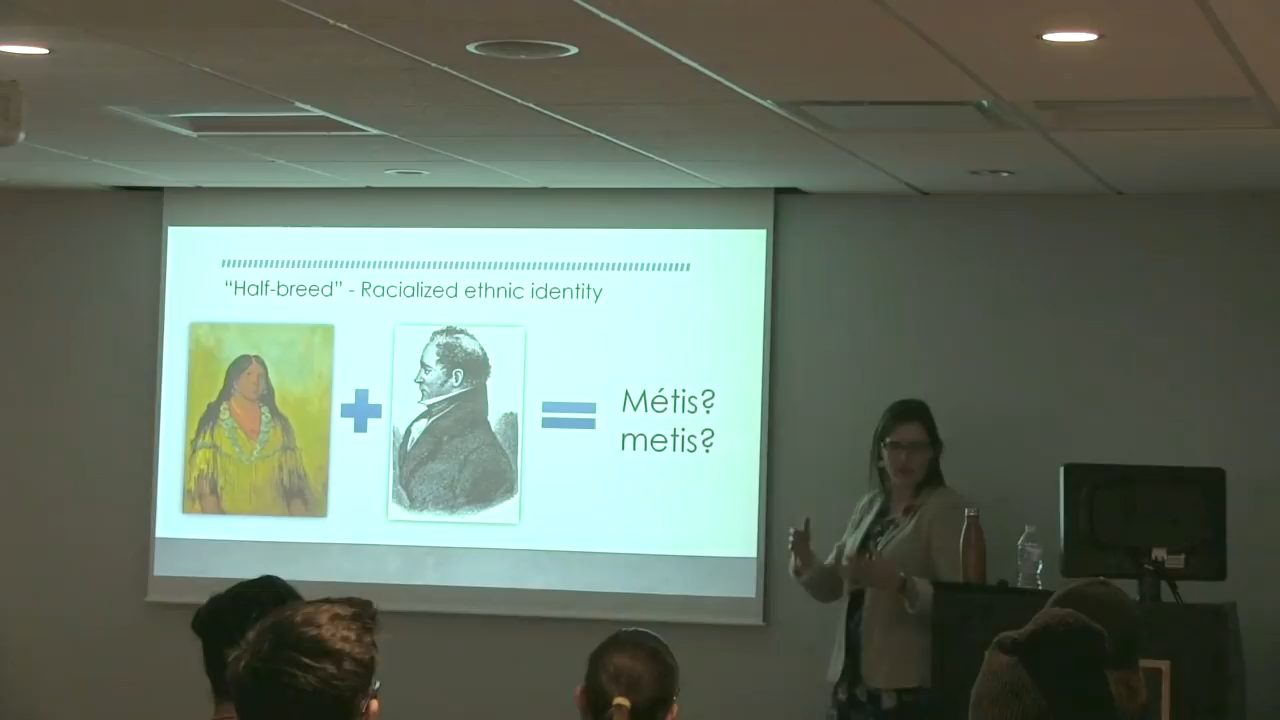 “Half-breed” - Racialized ethnic identity
Métis?
metis?